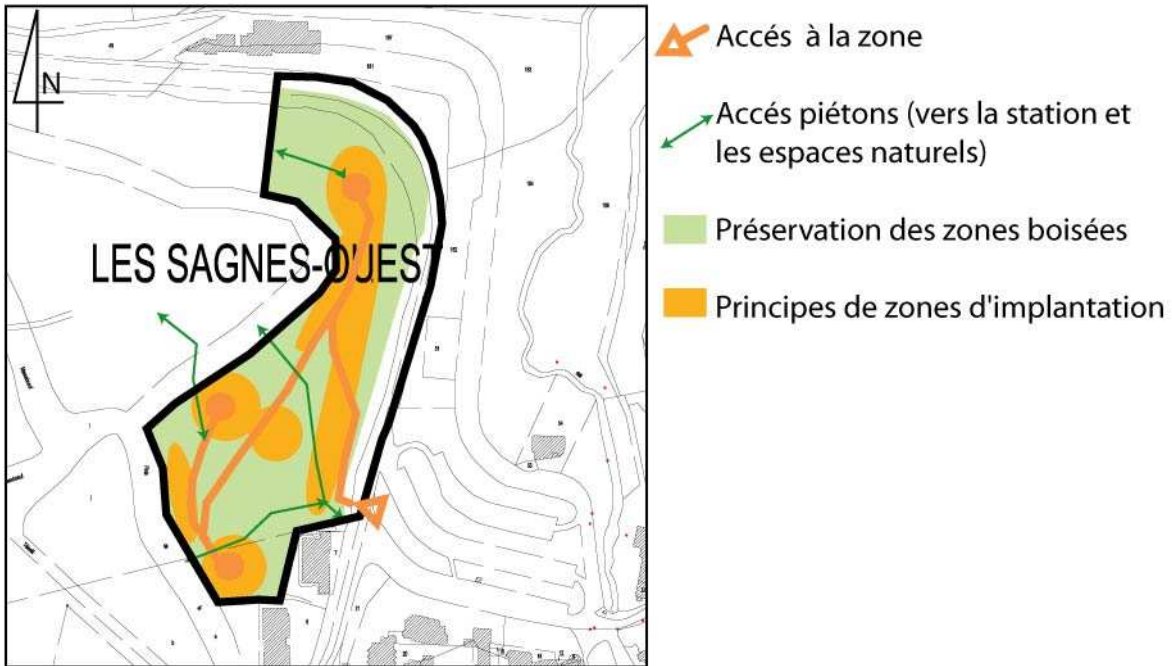 N
LES SAGNES-OUEST
Accés à la zone
Accés piétons (vers la station et
les espaces naturels)
Préservation des zones boisées
Principes de zones d'implantation